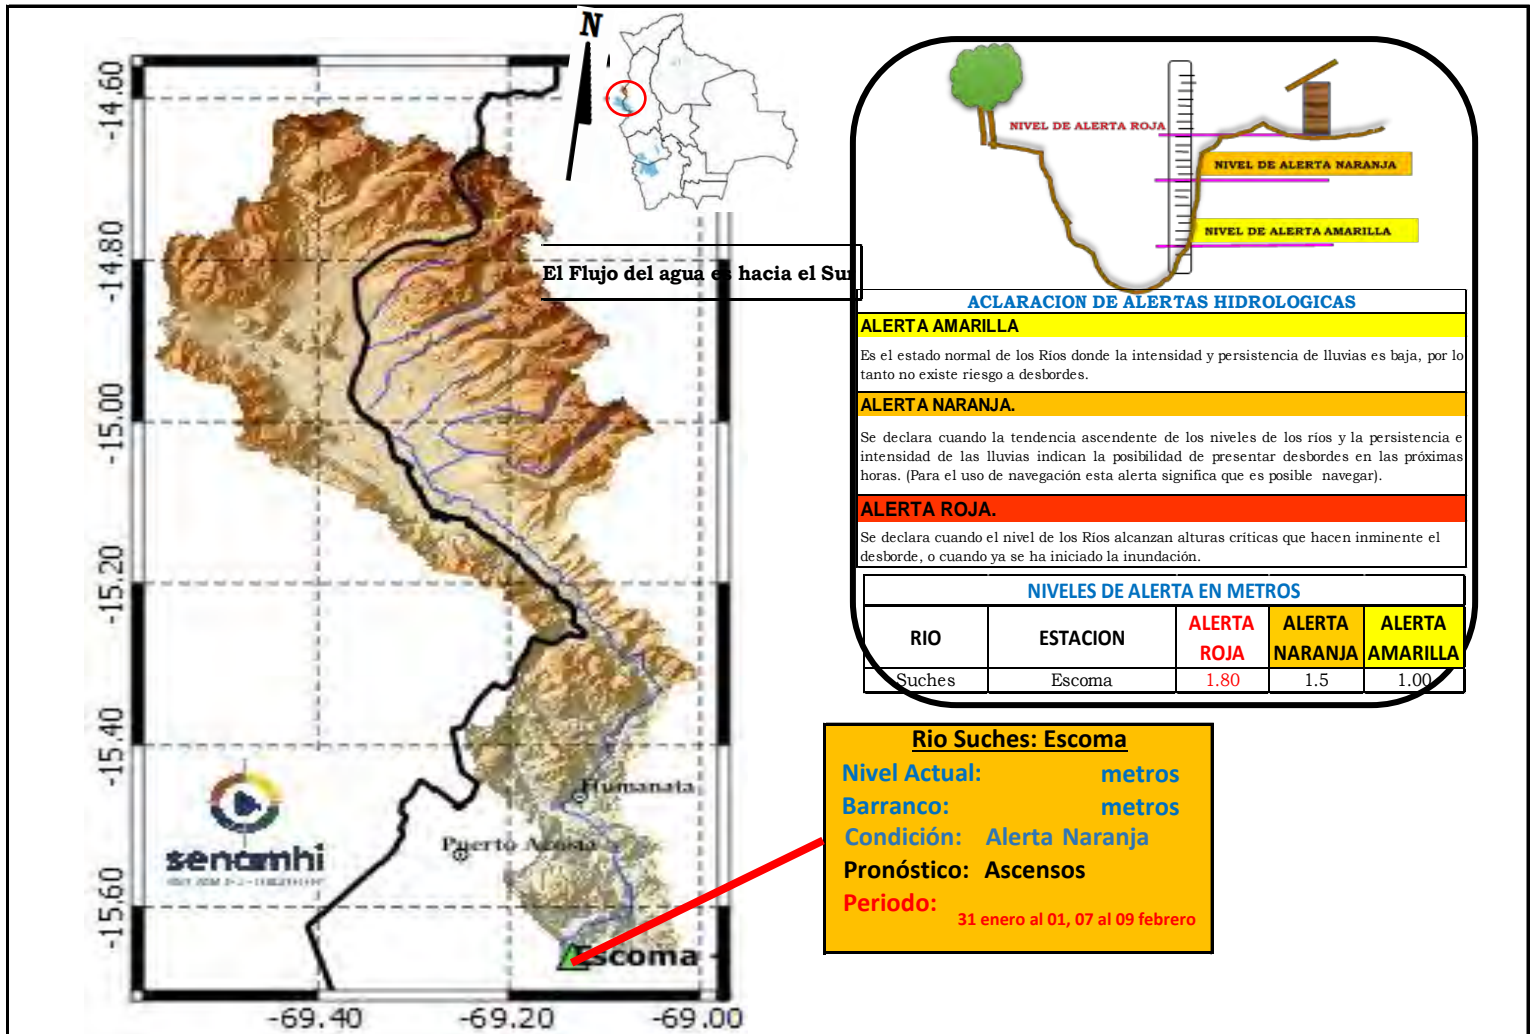 N
-14.60
-14.80
-15.00
-15.20
-15.40
-15.60
-69.40
-69.20
-69.00
El Flujo del agua es hacia el Sur
Humanata
Puerto Acosta
Escoma
senamhi
NIVEL DE ALERTA ROJA
NIVEL DE ALERTA NARANJA
NIVEL DE ALERTA AMARILLA
ACLARACION DE ALERTAS HIDROLOGICAS
ALERTA AMARILLA
Es el estado normal de los Ríos donde la intensidad y persistencia de lluvias es baja, por lo
tanto no existe riesgo a desbordes.
ALERTA NARANJA.
Se declara cuando la tendencia ascendente de los niveles de los ríos y la persistencia e
intensidad de las lluvias indican la posibilidad de presentar desbordes en las próximas
horas. (Para el uso de navegación esta alerta significa que es posible navegar).
ALERTA ROJA.
Se declara cuando el nivel de los Ríos alcanzan alturas críticas que hacen inminente el
desborde, o cuando ya se ha iniciado la inundación.
NIVELES DE ALERTA EN METROS
RIO ESTACION ALERTA ROJA ALERTA NARANJA ALERTA AMARILLA
Suches Escoma 1.80 1.5 1.00
Rio Suches: Escoma
Nivel Actual: metros
Barranco: metros
Condición: Alerta Naranja
Pronóstico: Ascensos
Periodo:
31 enero al 01, 07 al 09 febrero